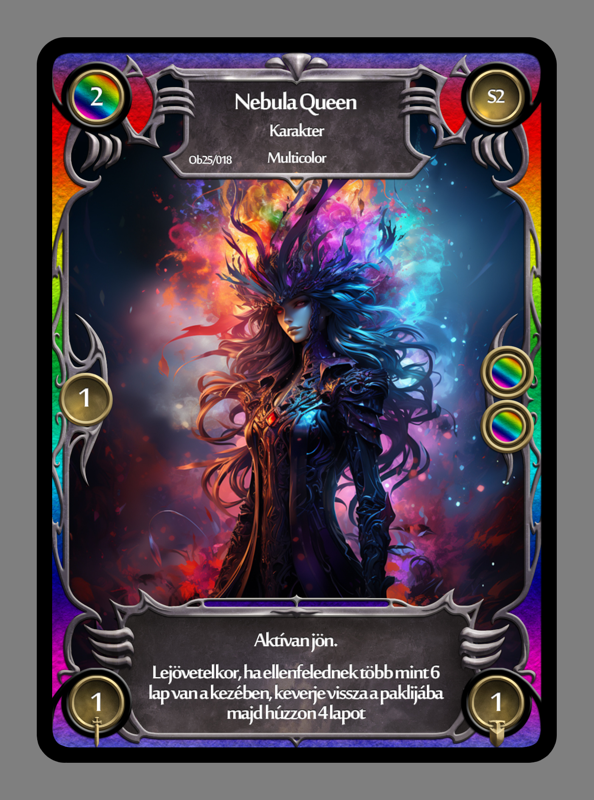 2
Nebula Queen
S2
Karakter
Ob25/018 Multicolor
1
Aktívan jön.
Lejövetelkor, ha ellenfelednek több mint 6
lap van a kezében, keverje vissza a paklijába
majd húzzon 4 lapot
1
1